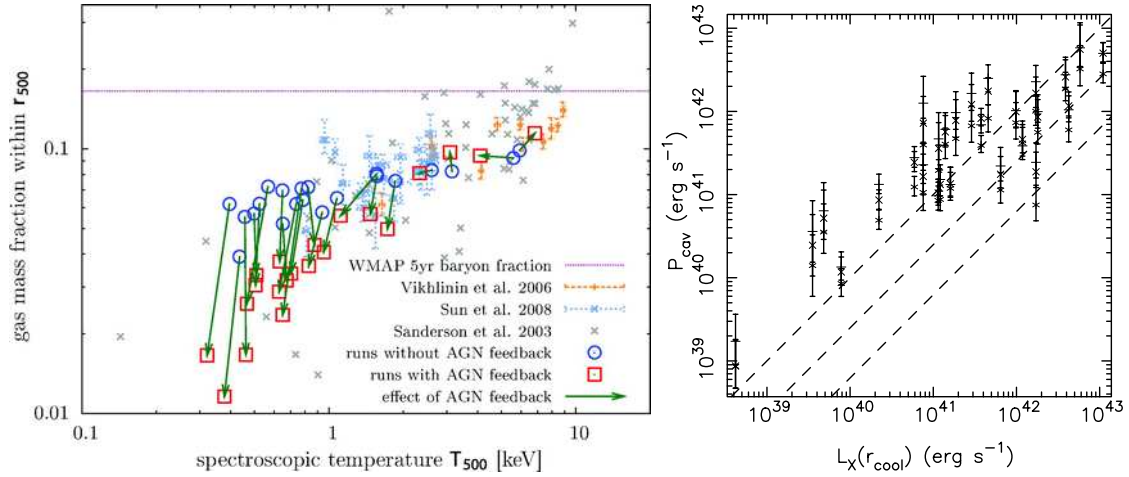 gas mass fraction within r500
0.1
0.01
WMAP 5yr baryon fraction
Vikhlinin et al. 2006
Sun et al. 2008
Sanderson et al. 2003
runs without AGN feedback
runs with AGN feedback
effect of AGN feedback
0.1
1
10
spectroscopic temperature T500 [keV]
Pcav (erg s−1)
10^43
10^42
10^41
10^40
10^39
10^39
10^40
10^41
10^42
10^43
LX(rcool) (erg s−1)